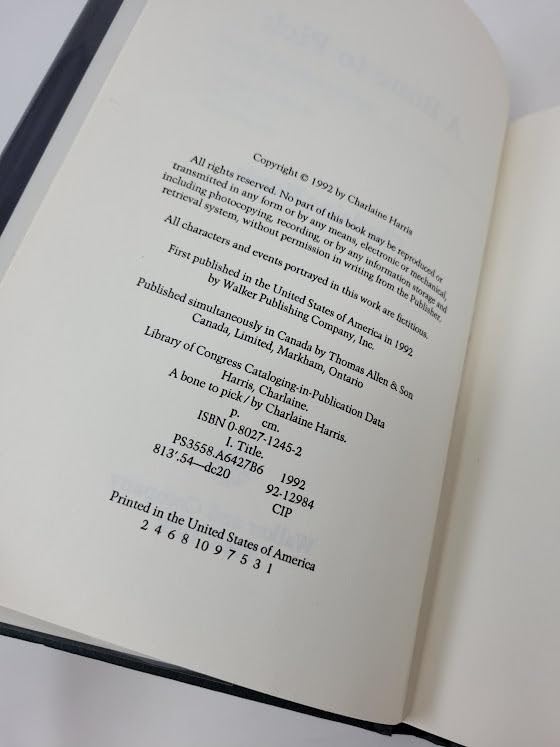 Copyright © 1992 by Charlaine Harris
All rights reserved. No part of this book may be reproduced or
transmitted in any form or by any means, electronic or mechanical,
including photocopying, recording, or by any information storage and
retrieval system, without permission in writing from the Publisher.
All characters and events portrayed in this work are fictitious.
First published in the United States of America in 1992
by Walker Publishing Company, Inc.
Published simultaneously in Canada by Thomas Allen & Son
Canada, Limited, Markham, Ontario
Library of Congress Cataloging-in-Publication Data
Harris, Charlaine.
A bone to pick / by Charlaine Harris.
p. cm.
ISBN 0-8027-1245-2
I. Title.
PS3558.A6427B6 1992
813'.54—dc20 92-12984
CIP
Printed in the United States of America
2 4 6 8 10 9 7 5 3 1